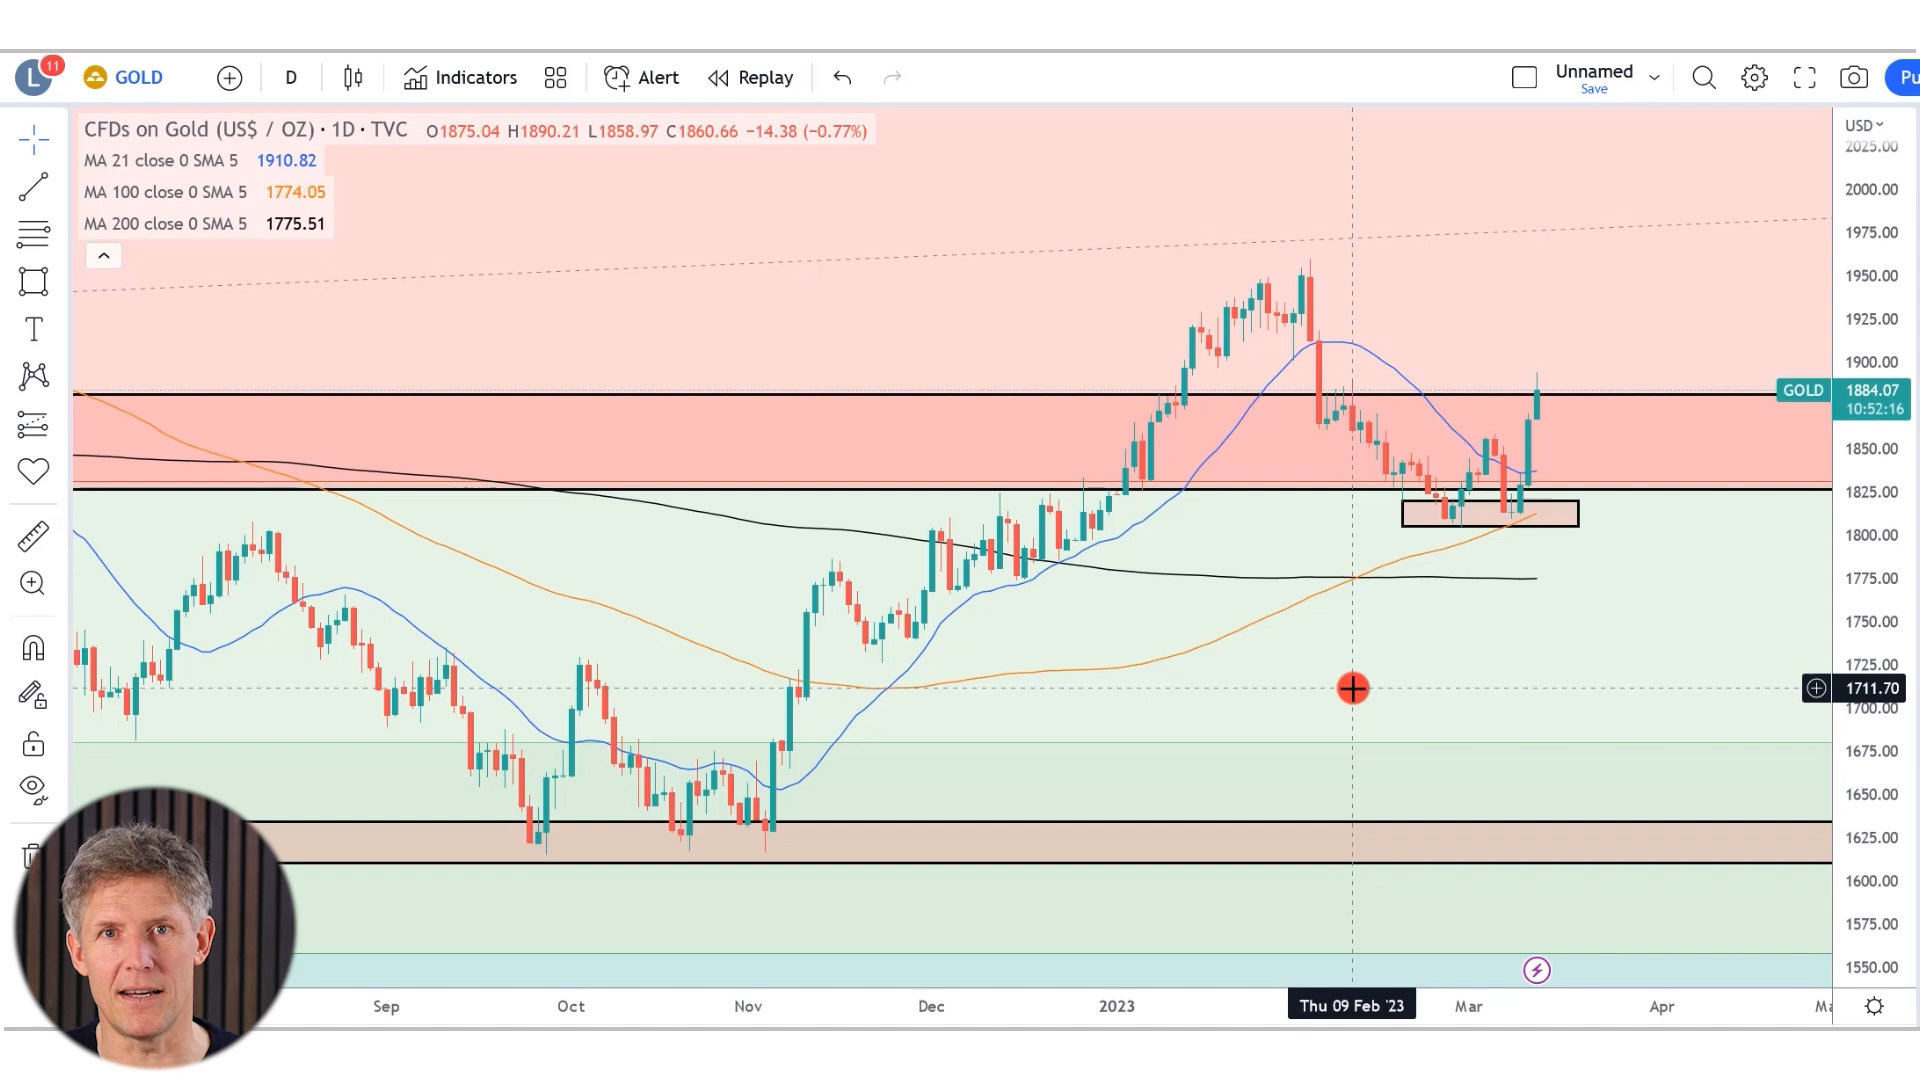 L 11 GOLD D Indicators Alert Replay Unnamed Pu
Save
CFDs on Gold (US$ / OZ) · 1D · TVC O1875.04 H1890.21 L1858.97 C1860.66 −14.38 (−0.77%)
MA 21 close 0 SMA 5 1910.82
MA 100 close 0 SMA 5 1774.05
MA 200 close 0 SMA 5 1775.51
USD
2025.00
2000.00
1975.00
1950.00
1925.00
1900.00
GOLD 1884.07
10:52:16
1850.00
1825.00
1800.00
1775.00
1750.00
1725.00
1711.70
1700.00
1675.00
1650.00
1625.00
1600.00
1575.00
1550.00
Sep Oct Nov Dec 2023 Thu 09 Feb '23 Mar Apr Ma